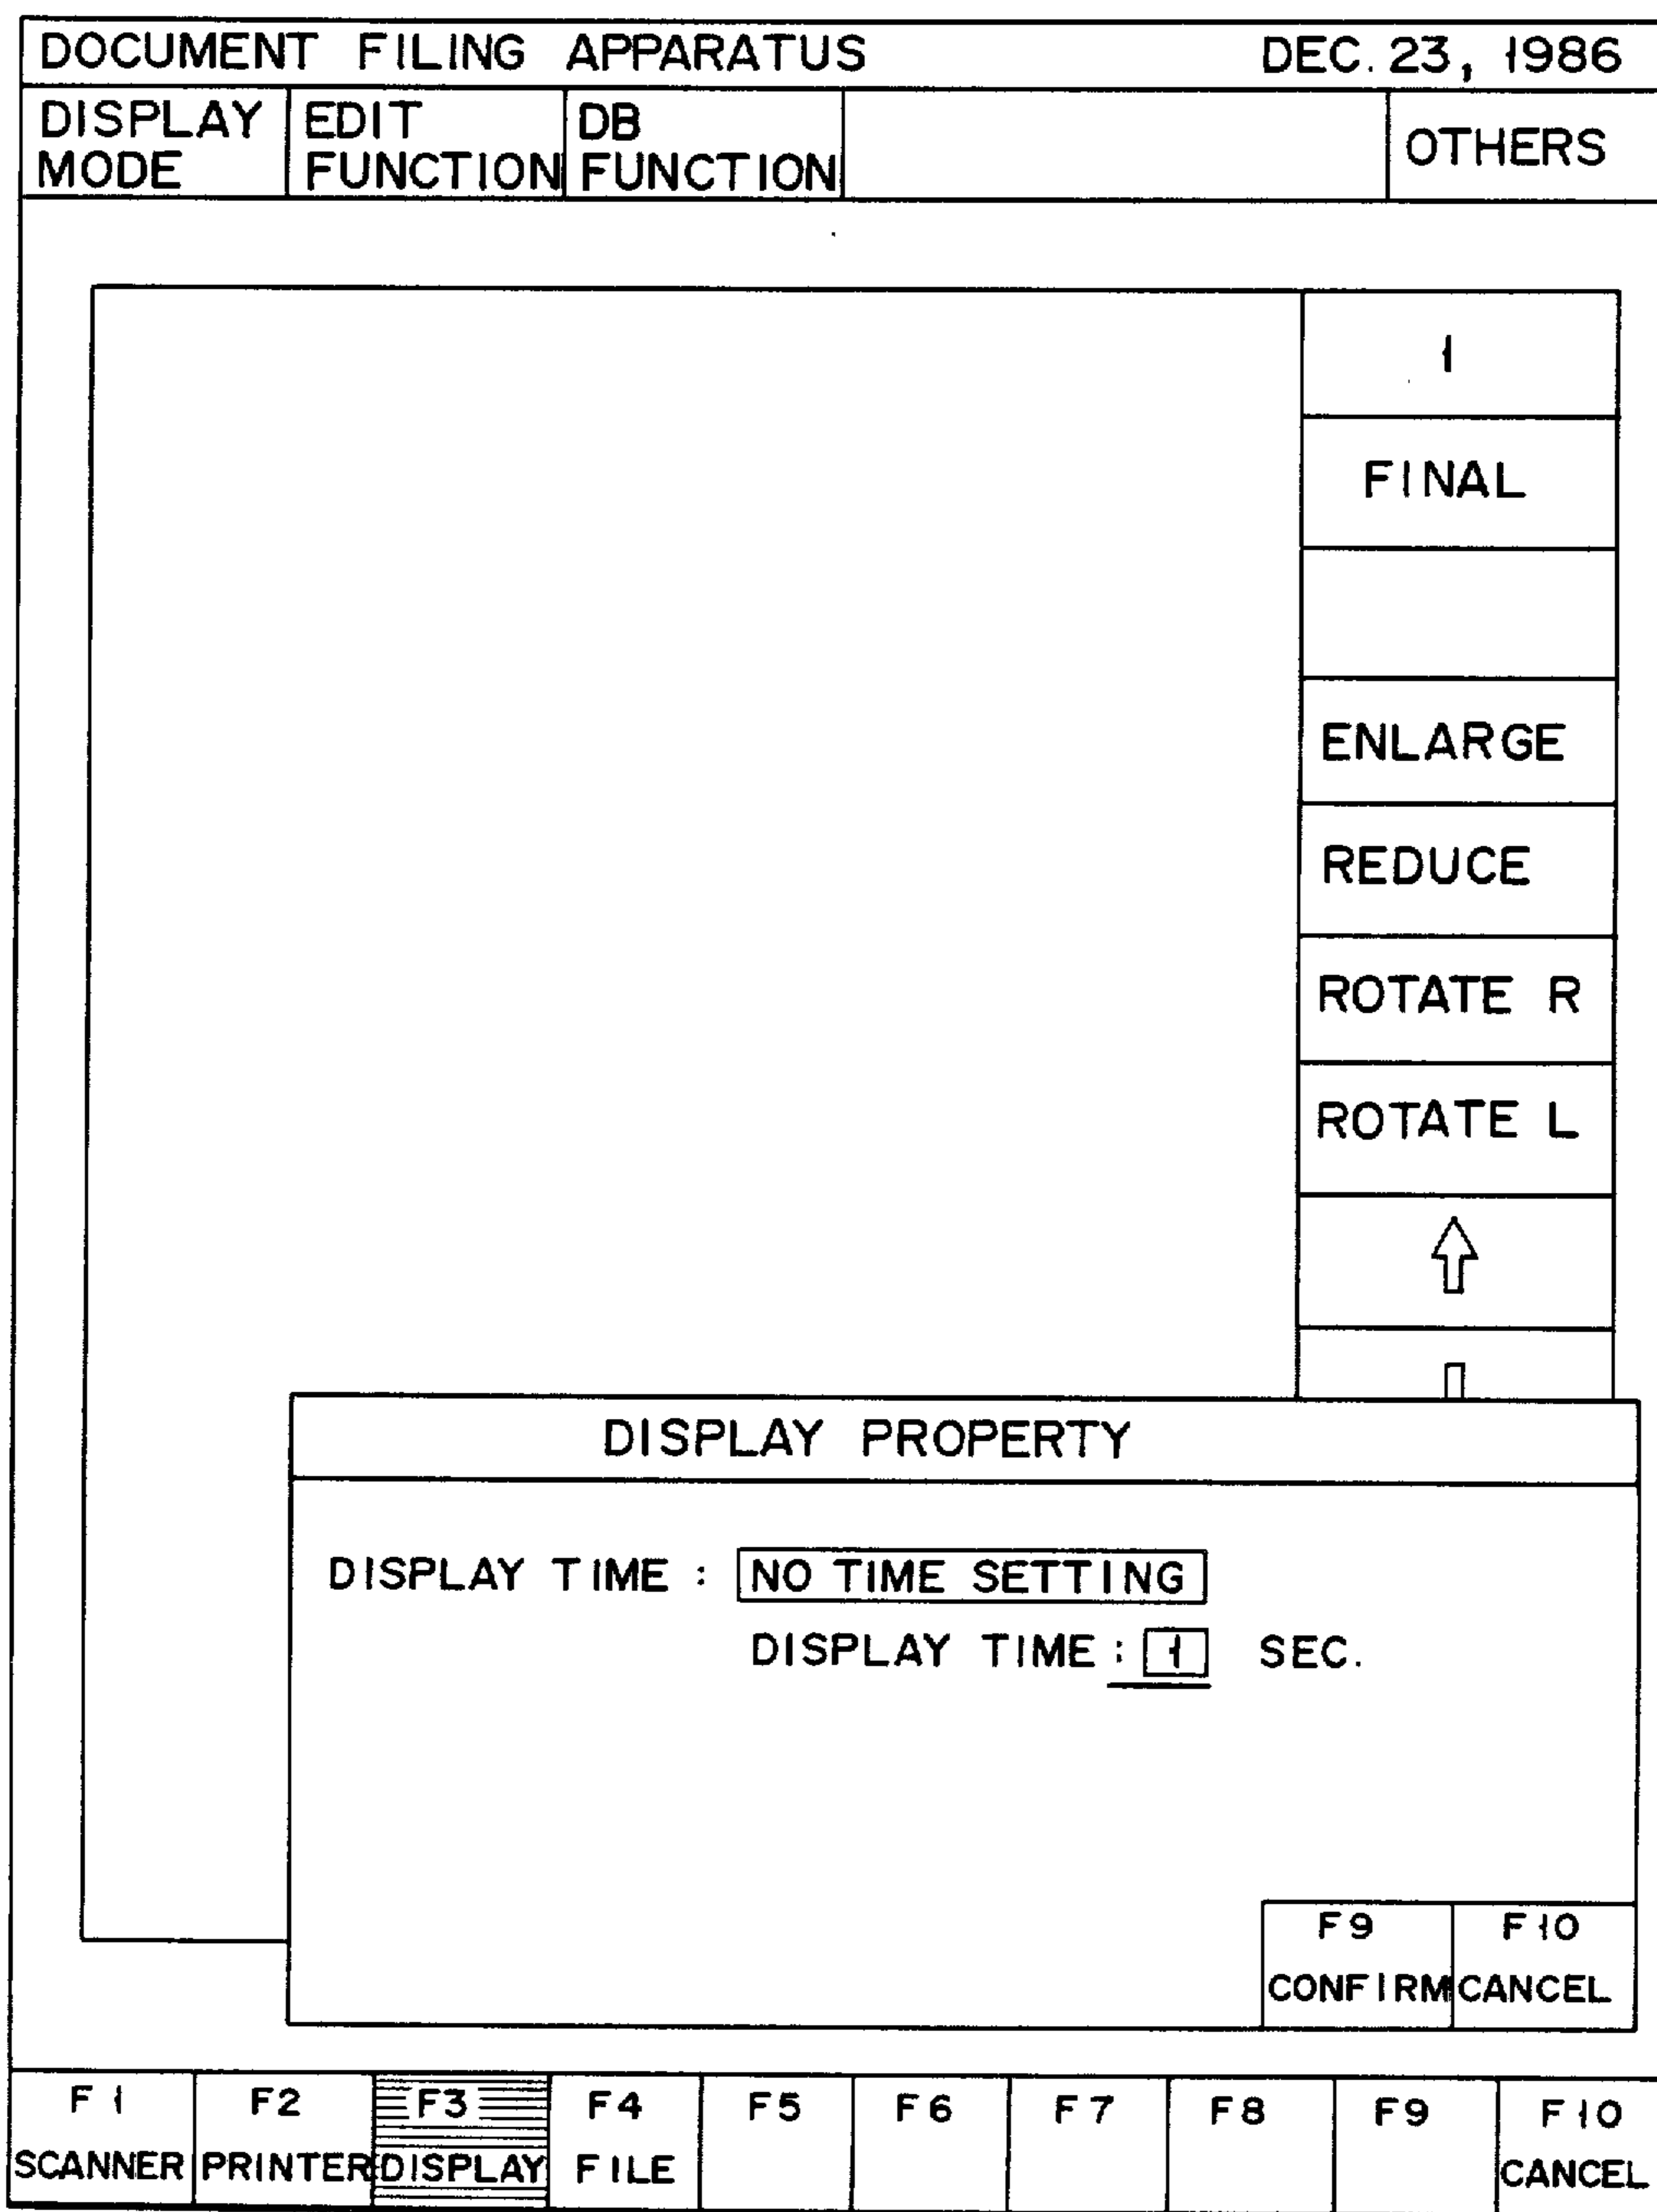 DOCUMENT FILING APPARATUS DEC. 23, 1986
DISPLAY MODE
EDIT FUNCTION
DB FUNCTION
OTHERS
1
FINAL
ENLARGE
REDUCE
ROTATE R
ROTATE L
DISPLAY PROPERTY
DISPLAY TIME : NO TIME SETTING
DISPLAY TIME : 1 SEC.
F9 F10
CONFIRM CANCEL
F1 F2 F3 F4 F5 F6 F7 F8 F9 F10
SCANNER PRINTER DISPLAY FILE CANCEL